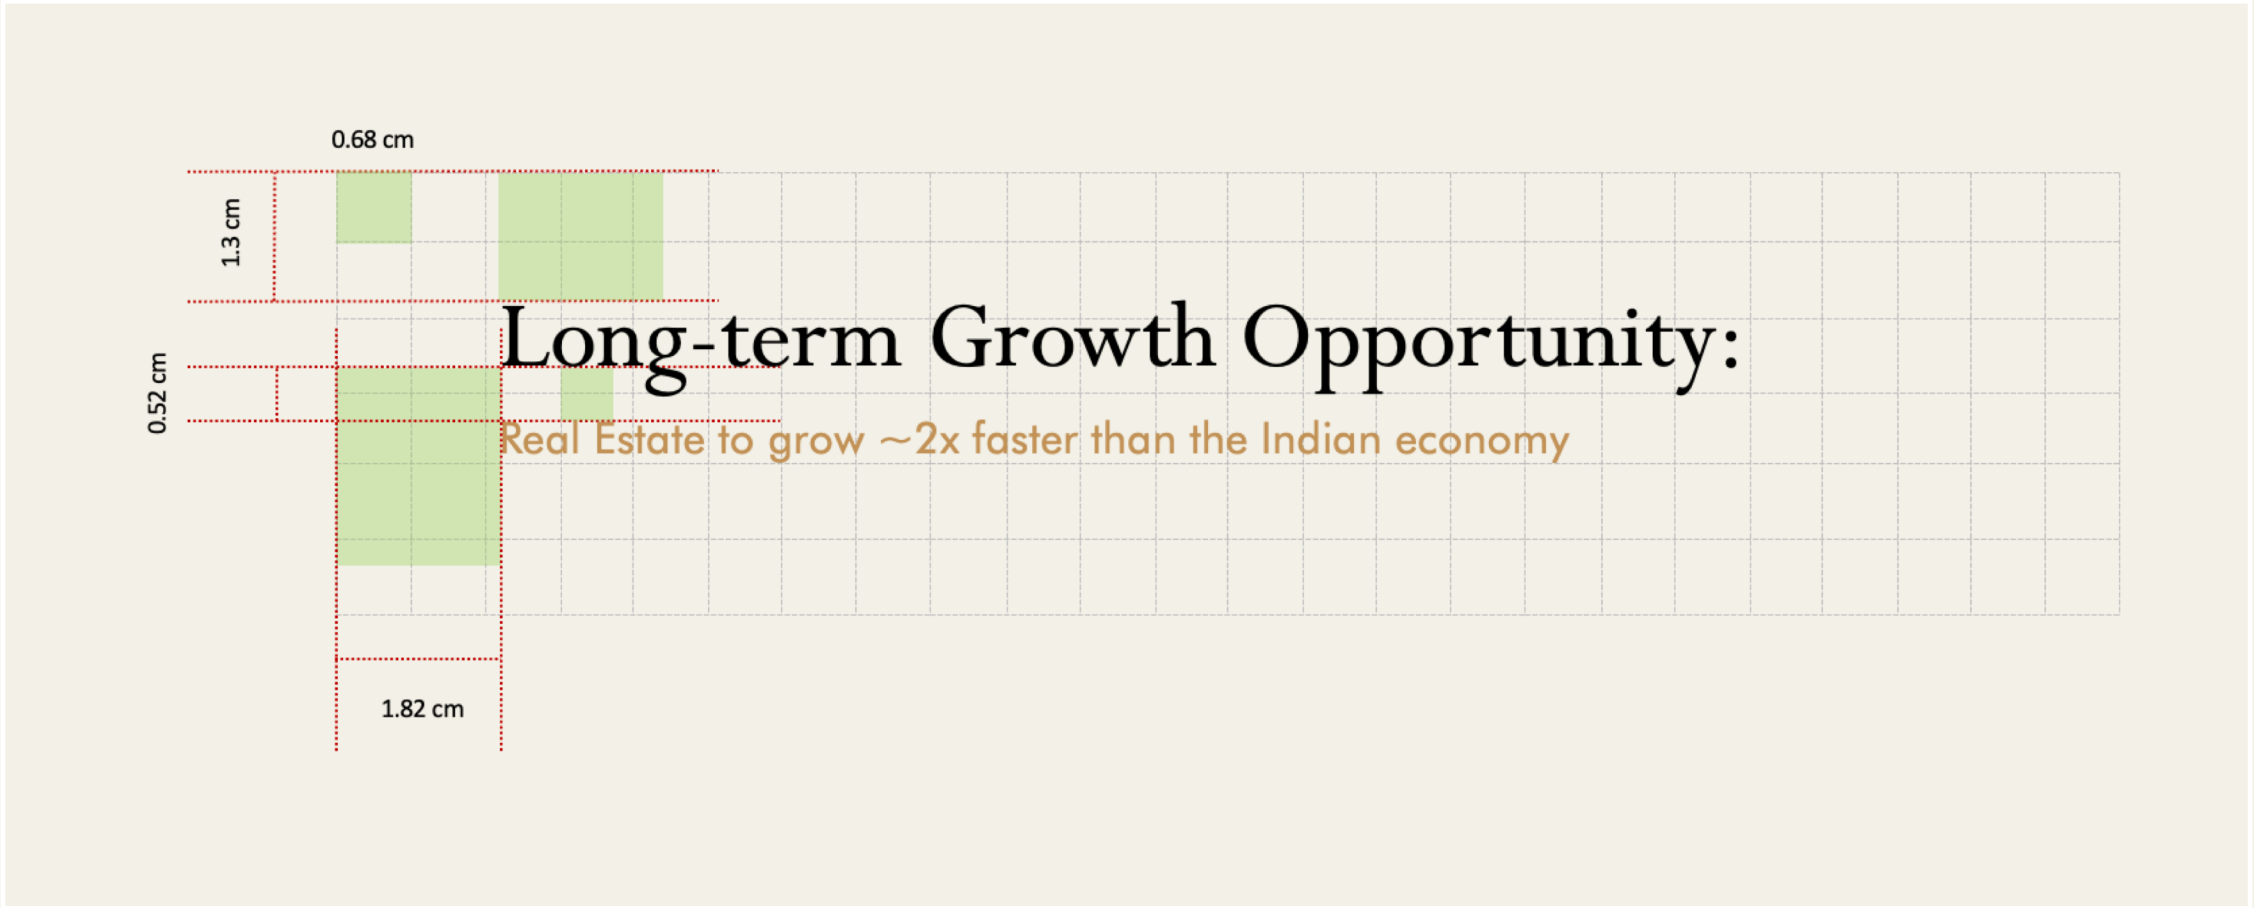 0.68 cm
1.3 cm
Long-term Growth Opportunity:
0.52 cm
Real Estate to grow ~2x faster than the Indian economy
1.82 cm